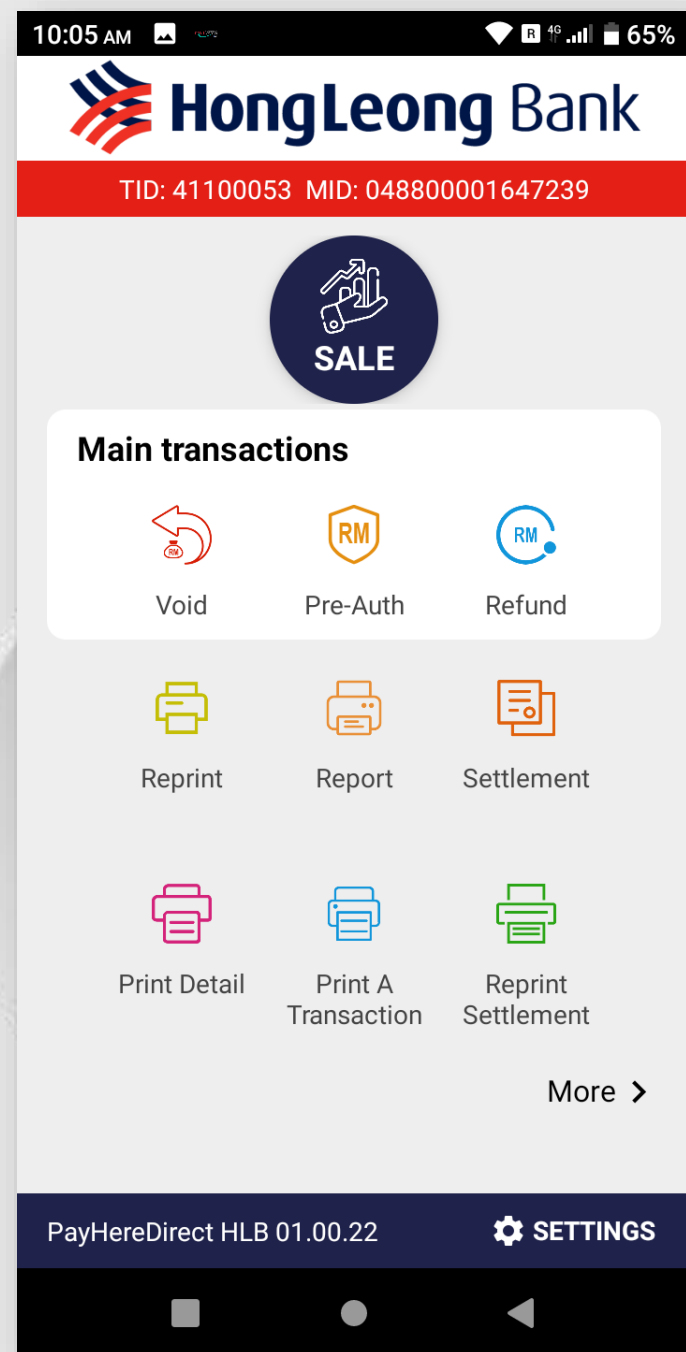 10:05 AM R 4G 65%
HongLeong Bank
TID: 41100053 MID: 048800001647239
SALE
Main transactions
RM RM RM
Void Pre-Auth Refund
Reprint Report Settlement
Print Detail Print A Reprint
Transaction Settlement
More
PayHereDirect HLB 01.00.22 SETTINGS